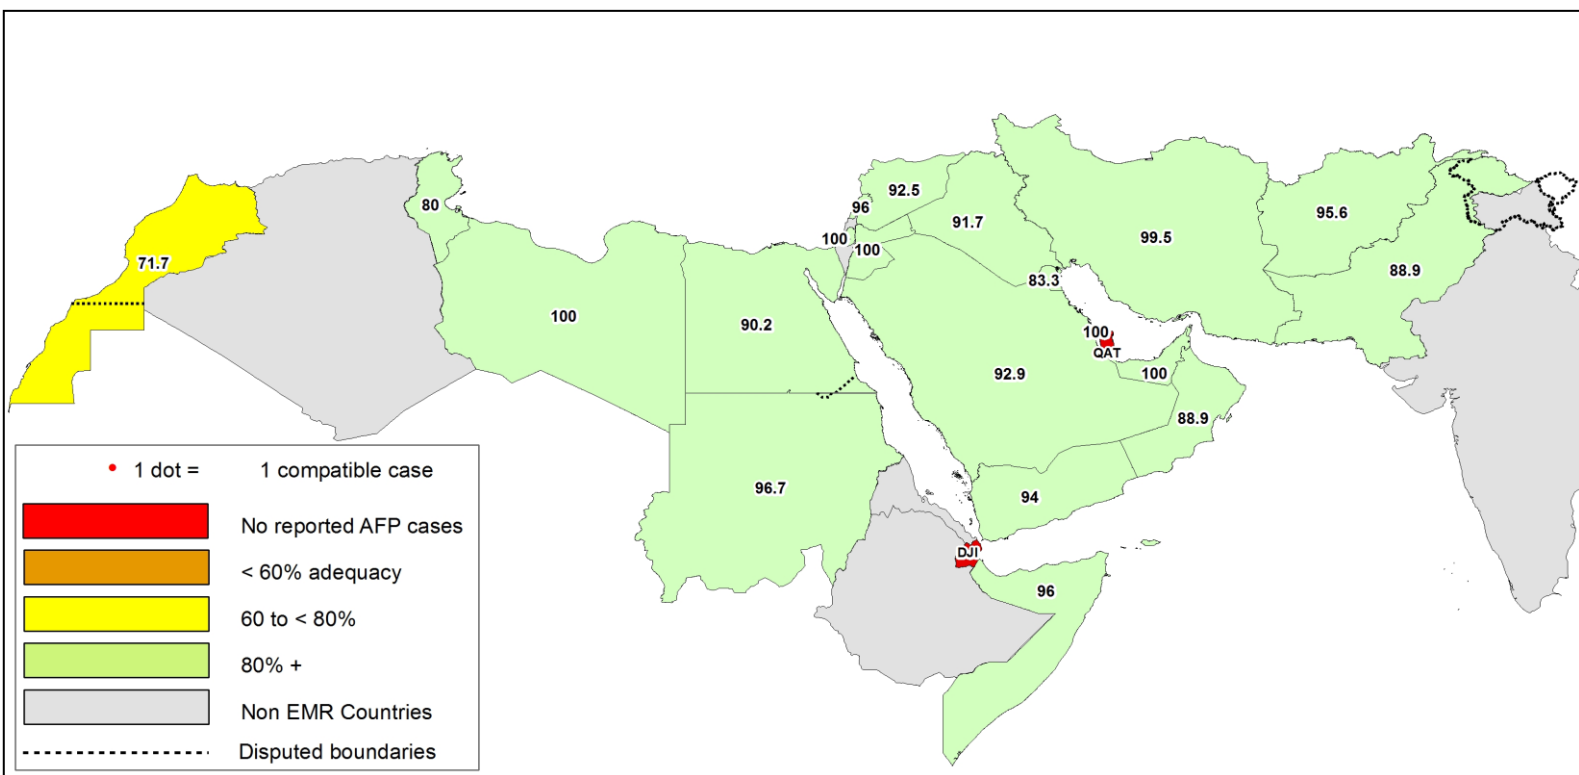 80
92.5
96
91.7
95.6
99.5
100
100
71.7
88.9
83.3
100
90.2
100
QAT
92.9
100
88.9
96.7
94
DJI
96
1 dot = 1 compatible case
No reported AFP cases
< 60% adequacy
60 to < 80%
80% +
Non EMR Countries
Disputed boundaries